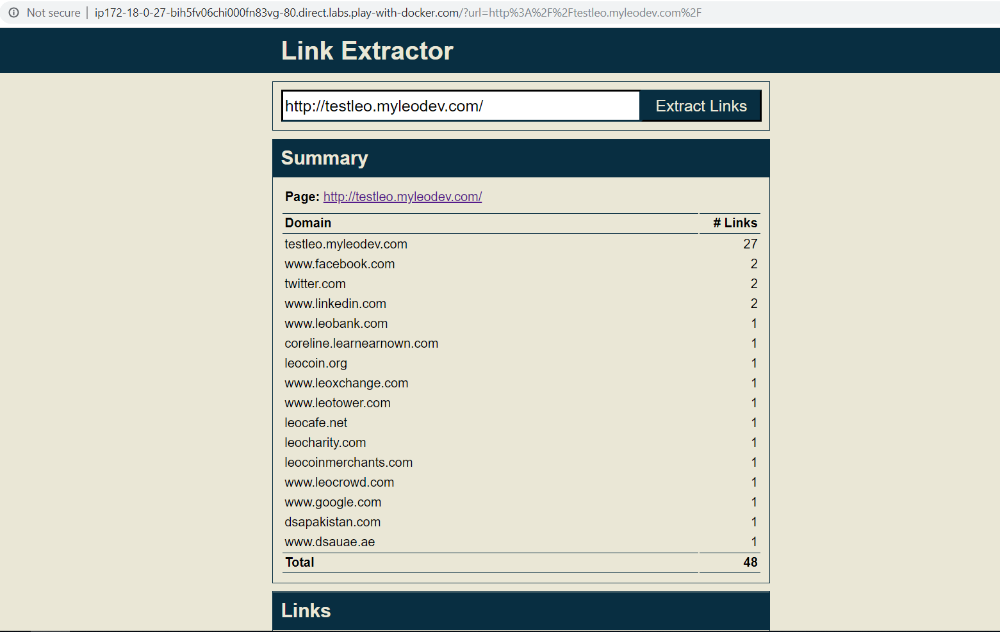 Not secure | ip172-18-0-27-bih5fv06chi000fn83vg-80.direct.labs.play-with-docker.com/?url=http%3A%2F%2Ftestleo.myleodev.com%2F
Link Extractor
http://testleo.myleodev.com/ Extract Links
Summary
Page: http://testleo.myleodev.com/
Domain # Links
testleo.myleodev.com 27
www.facebook.com 2
twitter.com 2
www.linkedin.com 2
www.leobank.com 1
coreline.learnearnown.com 1
leocoin.org 1
www.leoxchange.com 1
www.leotower.com 1
leocafe.net 1
leocharity.com 1
leocoinmerchants.com 1
www.leocrowd.com 1
www.google.com 1
dsapakistan.com 1
www.dsauae.ae 1
Total 48
Links